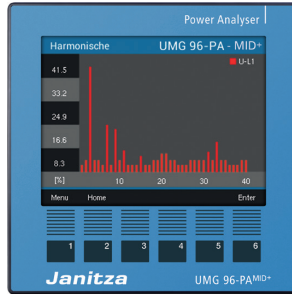 Power Analyser
Harmonische UMG 96-PA - MID+
U-L1
41.5
33.2
24.9
16.6
8.3
[%] 10 20 30 40
Menu Home Enter
1 2 3 4 5 6
Janitza UMG 96-PAMID+